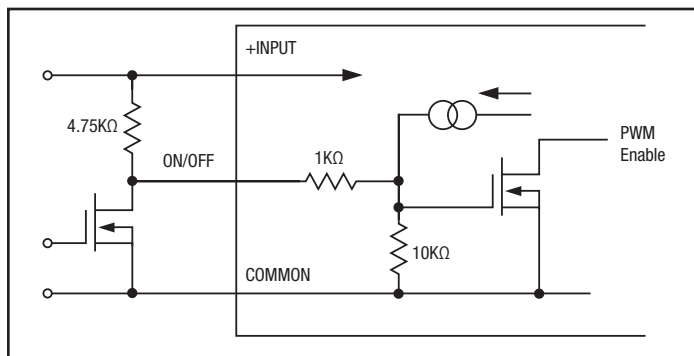 +INPUT
4.75KΩ
ON/OFF
1KΩ
PWM
Enable
10KΩ
COMMON